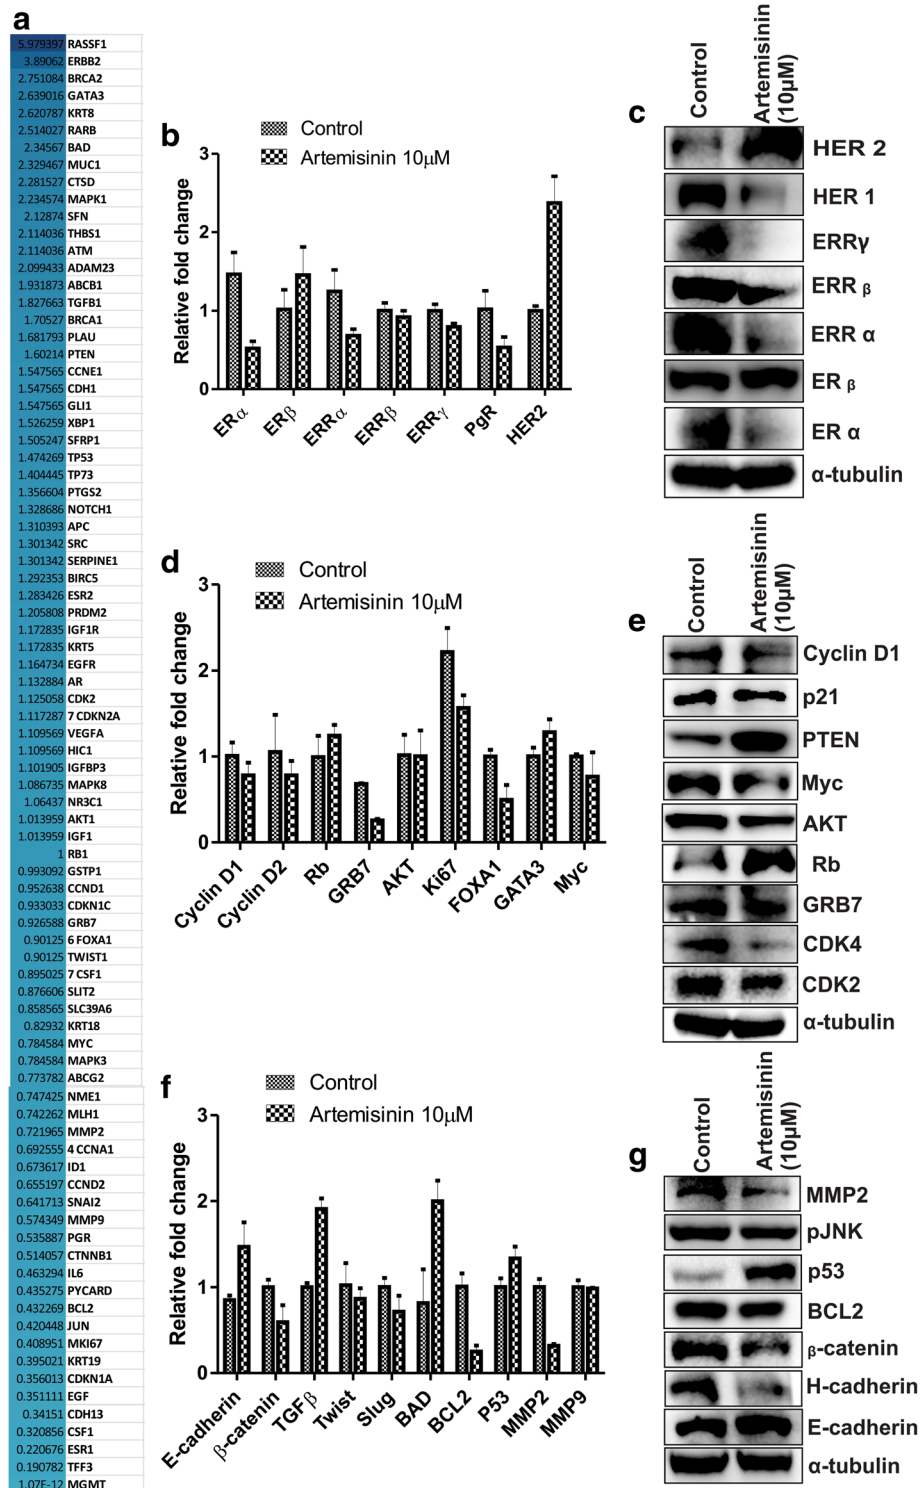 a
5.979397 RASSF1
3.89062 ERBB2
2.751084 BRCA2
2.639016 GATA3
2.620787 KRT8
2.514027 RARB
2.34567 BAD
2.329467 MUC1
2.281527 CTSD
2.234574 MAPK1
2.12874 SFN
2.114036 THBS1
2.114036 ATM
2.099433 ADAM23
1.931873 ABCB1
1.827663 TGFB1
1.70527 BRCA1
1.681793 PLAU
1.60214 PTEN
1.547565 CCNE1
1.547565 CDH1
1.547565 GLI1
1.526259 XBP1
1.505247 SFRP1
1.474269 TP53
1.404445 TP73
1.356604 PTGS2
1.328686 NOTCH1
1.310393 APC
1.301342 SRC
1.301342 SERPINE1
1.292353 BIRC5
1.283426 ESR2
1.205808 PRDM2
1.172835 IGF1R
1.172835 KRT5
1.164734 EGFR
1.132884 AR
1.125058 CDK2
1.117287 7 CDKN2A
1.109569 VEGFA
1.109569 HIC1
1.101905 IGFBP3
1.086735 MAPK8
1.06437 NR3C1
1.013959 AKT1
1.013959 IGF1
1 RB1
0.993092 GSTP1
0.952638 CCND1
0.933033 CDKN1C
0.926588 GRB7
0.90125 6 FOXA1
0.90125 TWIST1
0.895025 7 CSF1
0.876606 SLIT2
0.858565 SLC39A6
0.82932 KRT18
0.784584 MYC
0.784584 MAPK3
0.773782 ABCG2
0.747425 NME1
0.742262 MLH1
0.721965 MMP2
0.692555 4 CCNA1
0.673617 ID1
0.655197 CCND2
0.641713 SNAI2
0.574349 MMP9
0.535887 PGR
0.514057 CTNNB1
0.463294 IL6
0.435275 PYCARD
0.432269 BCL2
0.420448 JUN
0.408951 MKI67
0.395021 KRT19
0.356013 CDKN1A
0.351111 EGF
0.34151 CDH13
0.320856 CSF1
0.220676 ESR1
0.190782 TFF3
1.07E-12 MGMT
b
Control
Artemisinin 10μM
Relative fold change
3
2
1
0
ERα
ERβ
ERRα
ERRβ
ERRγ
PgR
HER2
c
Control
Artemisinin
(10μM)
HER 2
HER 1
ERRγ
ERR β
ERR α
ER β
ER α
α-tubulin
d
Control
Artemisinin 10μM
Relative fold change
3
2
1
0
Cyclin D1
Cyclin D2
Rb
GRB7
AKT
Ki67
FOXA1
GATA3
Myc
e
Control
Artemisinin
(10μM)
Cyclin D1
p21
PTEN
Myc
AKT
Rb
GRB7
CDK4
CDK2
α-tubulin
f
Control
Artemisinin 10μM
Relative fold change
3
2
1
0
E-cadherin
β-catenin
TGFβ
Twist
Slug
BAD
BCL2
P53
MMP2
MMP9
g
Control
Artemisinin
(10μM)
MMP2
pJNK
p53
BCL2
β-catenin
H-cadherin
E-cadherin
α-tubulin